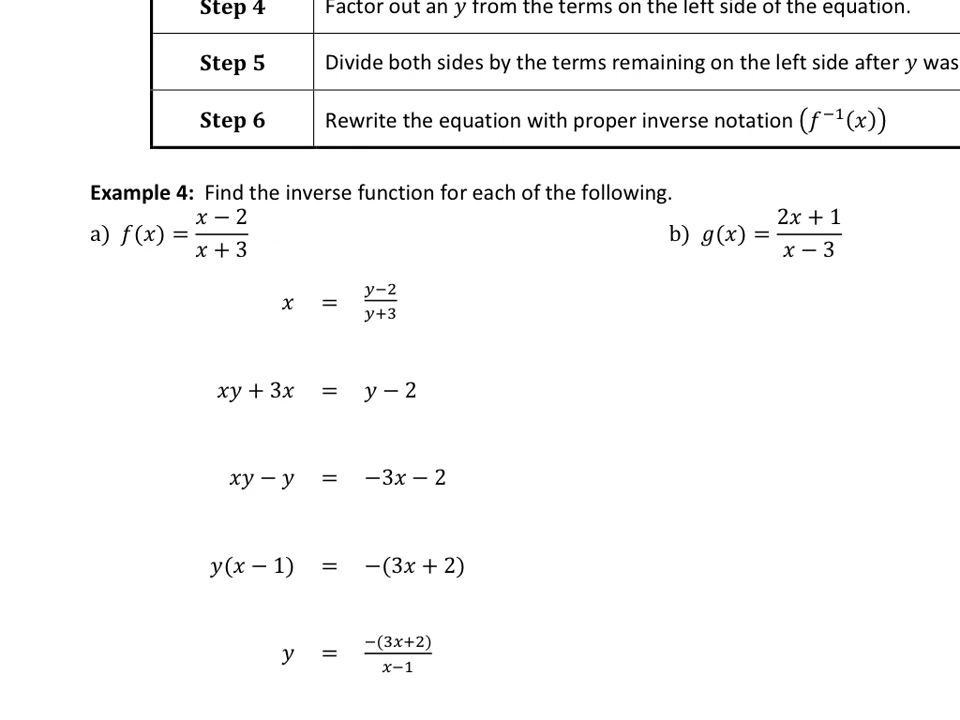 Step 4 Factor out an y from the terms on the left side of the equation.
Step 5 Divide both sides by the terms remaining on the left side after y was
Step 6 Rewrite the equation with proper inverse notation (f⁻¹(x))
Example 4: Find the inverse function for each of the following.
a) f(x) = (x − 2)/(x + 3) b) g(x) = (2x + 1)/(x − 3)
x = (y−2)/(y+3)
xy + 3x = y − 2
xy − y = −3x − 2
y(x − 1) = −(3x + 2)
y = −(3x+2)/(x−1)